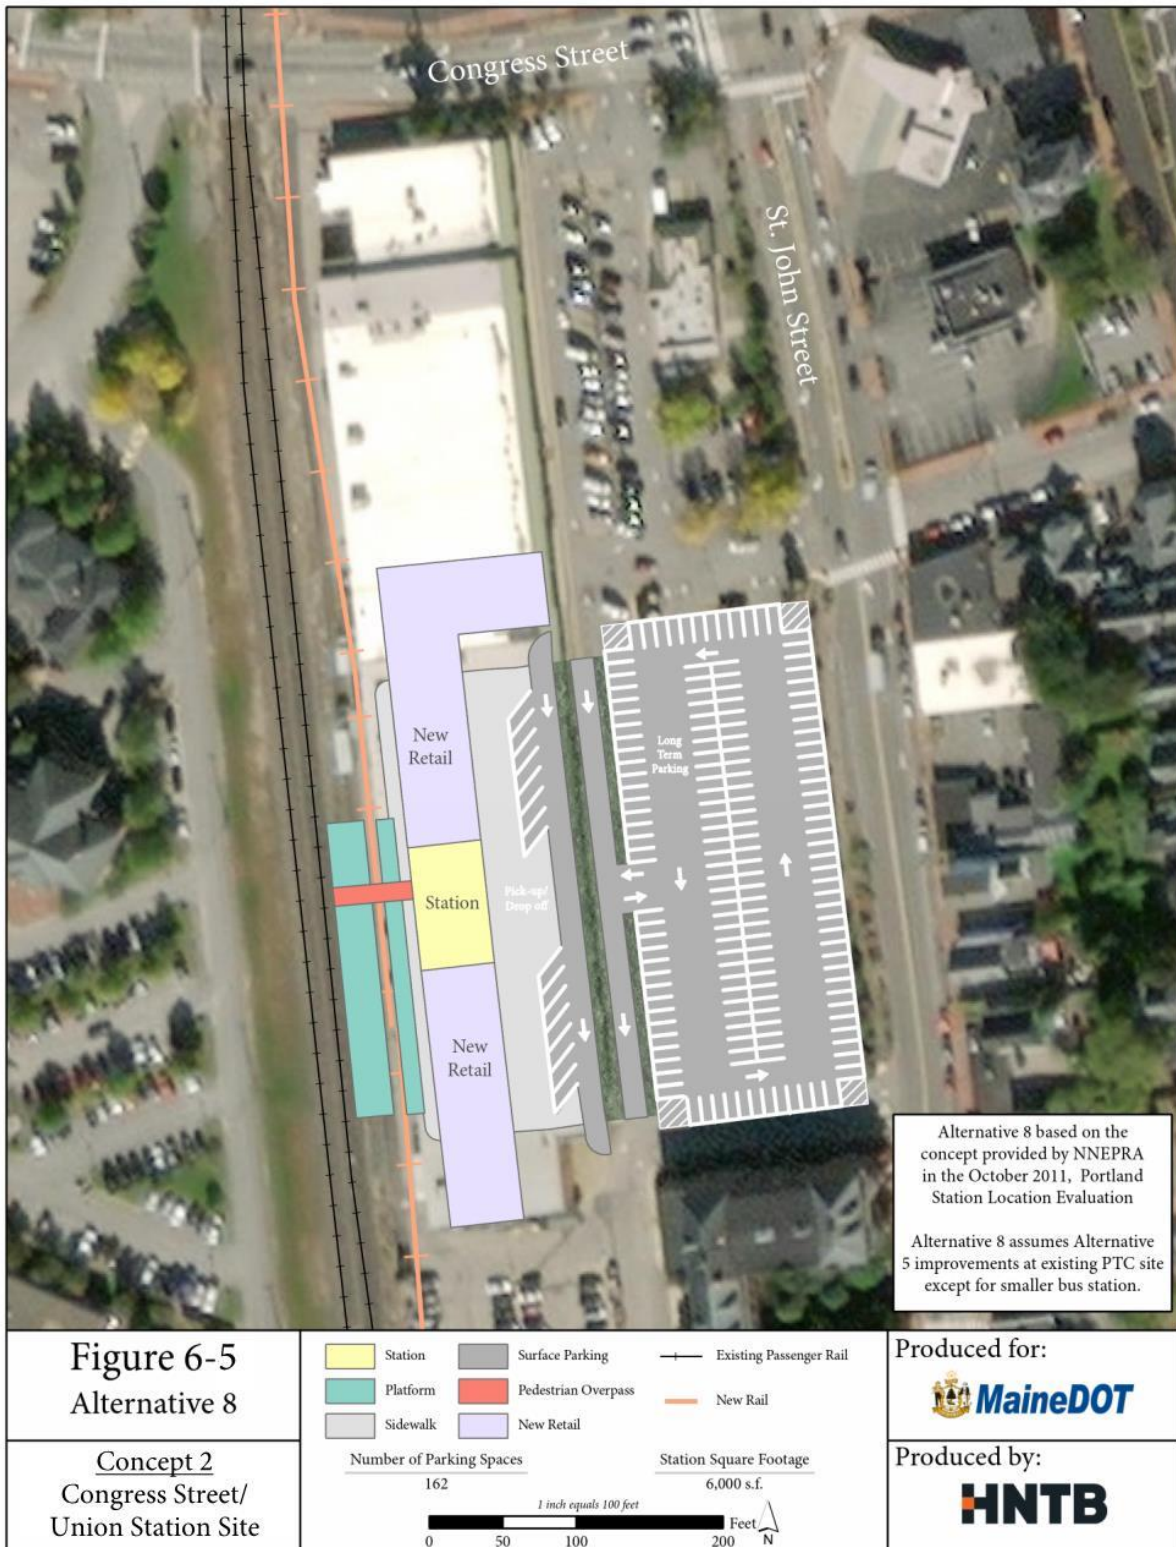 Congress Street
St. John Street
New
Retail
Long
Term
Parking
Station
Pick-up/
Drop off
New
Retail
Alternative 8 based on the
concept provided by NNEPRA
in the October 2011, Portland
Station Location Evaluation
Alternative 8 assumes Alternative
5 improvements at existing PTC site
except for smaller bus station.
Figure 6-5
Alternative 8
Concept 2
Congress Street/
Union Station Site
Station
Platform
Sidewalk
Surface Parking
Pedestrian Overpass
New Retail
Existing Passenger Rail
New Rail
Number of Parking Spaces
162
Station Square Footage
6,000 s.f.
1 inch equals 100 feet
Feet
0 50 100 200
N
Produced for:
MaineDOT
Produced by:
HNTB